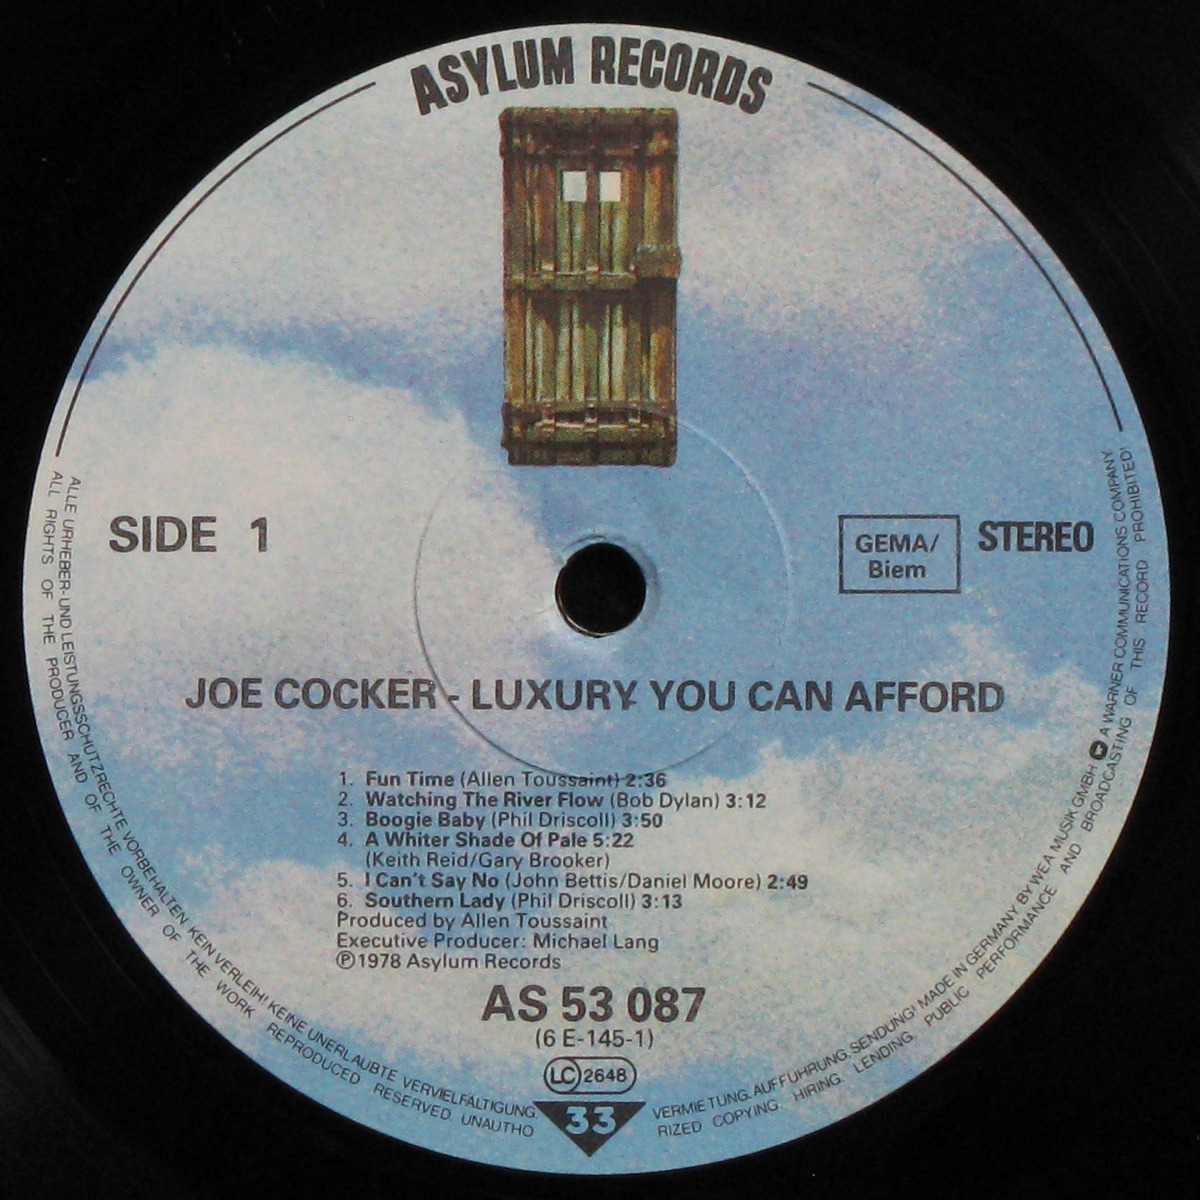 ASYLUM RECORDS
SIDE 1
GEMA/
Biem
STEREO
JOE COCKER - LUXURY YOU CAN AFFORD
1. Fun Time (Allen Toussaint) 2:36
2. Watching The River Flow (Bob Dylan) 3:12
3. Boogie Baby (Phil Driscoll) 3:50
4. A Whiter Shade Of Pale 5:22
(Keith Reid/Gary Brooker)
5. I Can't Say No (John Bettis/Daniel Moore) 2:49
6. Southern Lady (Phil Driscoll) 3:13
Produced by Allen Toussaint
Executive Producer: Michael Lang
℗1978 Asylum Records
AS 53 087
(6 E-145-1)
LC 2648
33
ALLE URHEBER- UND LEISTUNGSSCHUTZRECHTE VORBEHALTEN. KEIN VERLEIH! KEINE UNERLAUBTE VERVIELFÄLTIGUNG, VERMIETUNG, AUFFÜHRUNG, SENDUNG! MADE IN GERMANY BY WEA MUSIK GMBH A WARNER COMMUNICATIONS COMPANY
ALL RIGHTS OF THE PRODUCER AND OF THE OWNER OF THE WORK REPRODUCED RESERVED. UNAUTHORIZED COPYING. HIRING. LENDING. PUBLIC PERFORMANCE AND BROADCASTING OF THIS RECORD PROHIBITED!